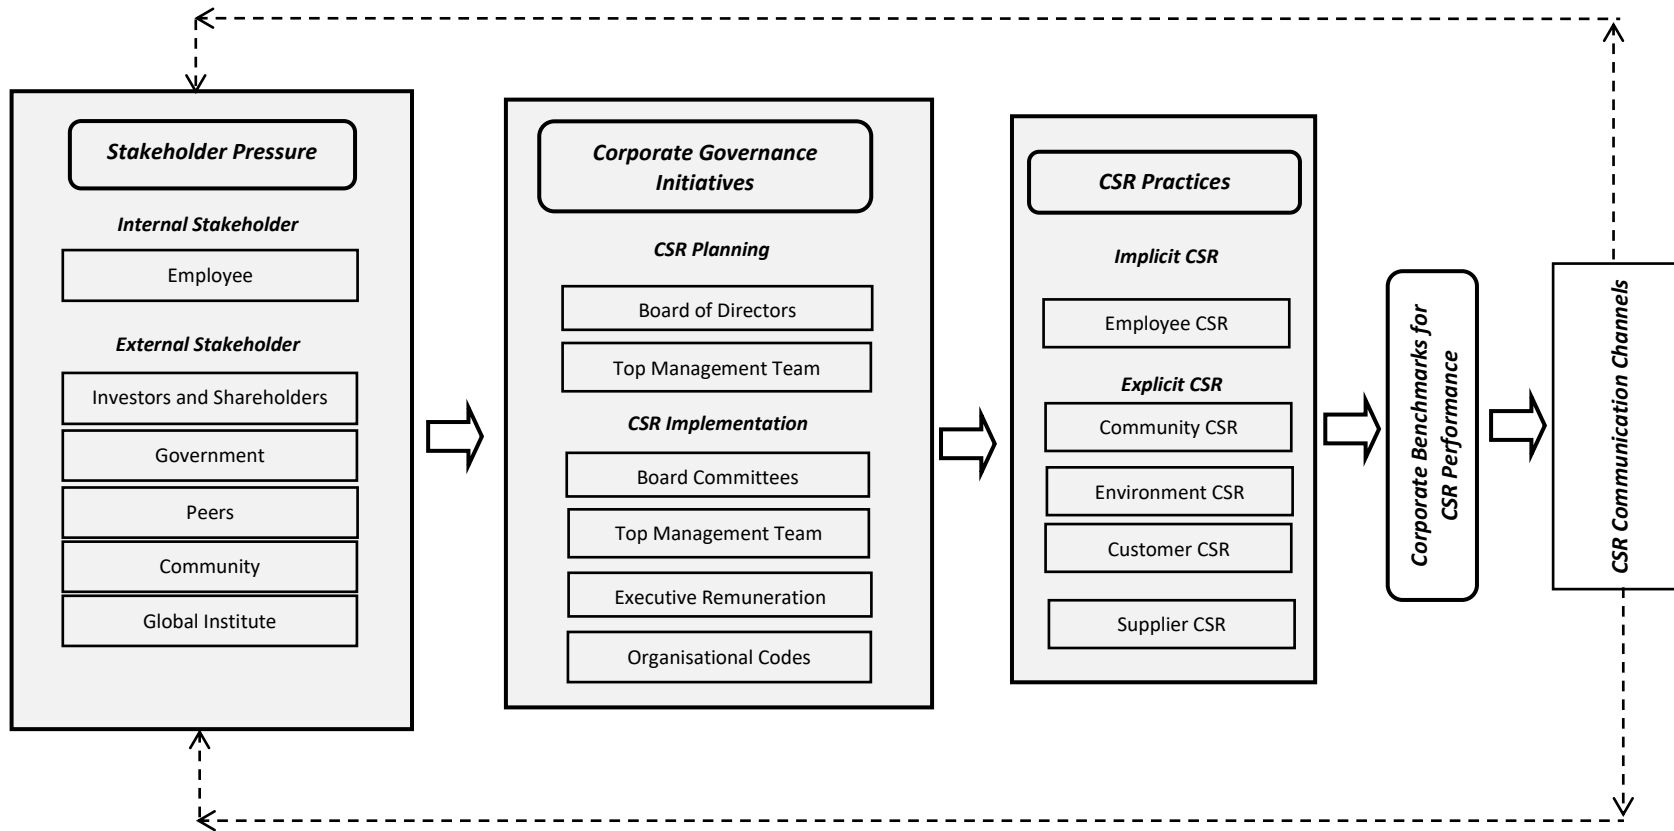 Stakeholder Pressure
Internal Stakeholder
Employee
External Stakeholder
Investors and Shareholders
Government
Peers
Community
Global Institute
Corporate Governance
Initiatives
CSR Planning
Board of Directors
Top Management Team
CSR Implementation
Board Committees
Top Management Team
Executive Remuneration
Organisational Codes
CSR Practices
Implicit CSR
Employee CSR
Explicit CSR
Community CSR
Environment CSR
Customer CSR
Supplier CSR
Corporate Benchmarks for
CSR Performance
CSR Communication Channels